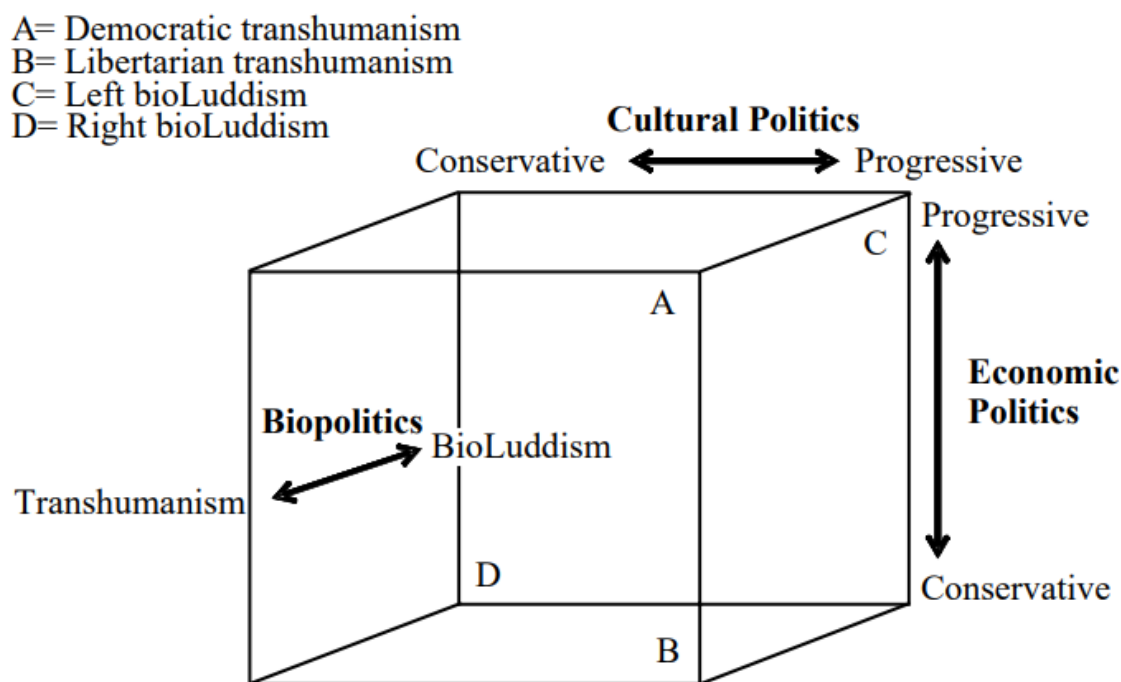 A= Democratic transhumanism
B= Libertarian transhumanism
C= Left bioLuddism
D= Right bioLuddism
Cultural Politics
Conservative
Progressive
Progressive
C
A
Economic
Politics
Biopolitics
BioLuddism
Transhumanism
D
Conservative
B